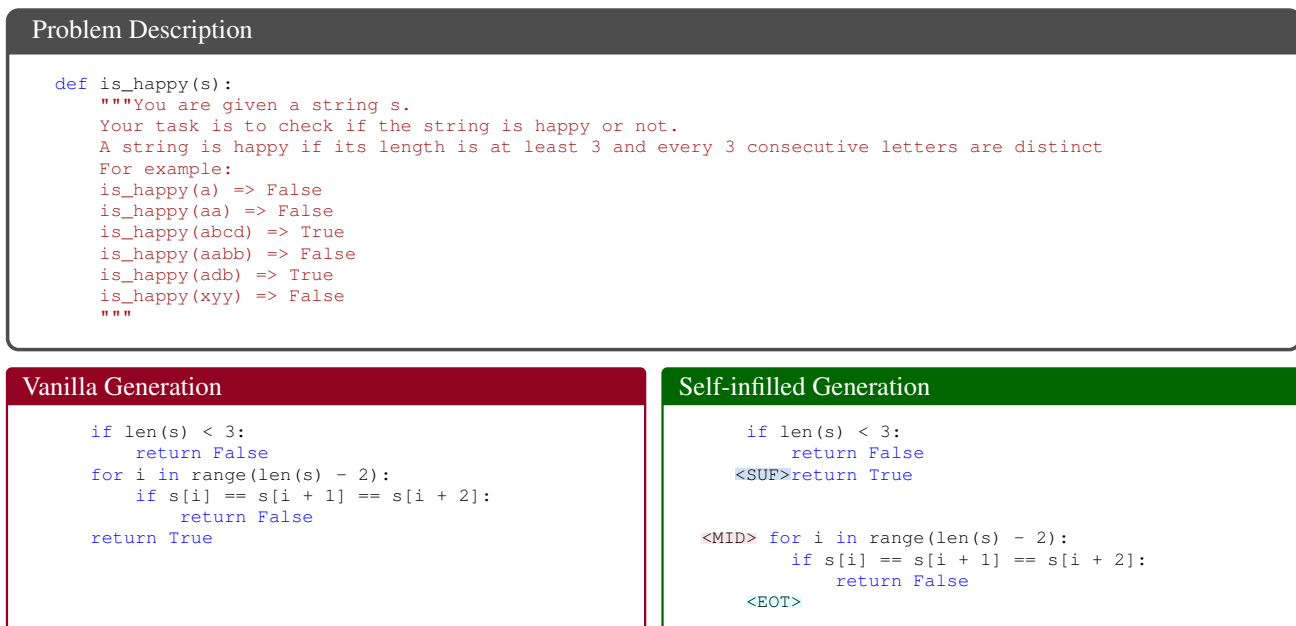 Problem Description
def is_happy(s):
    """You are given a string s.
    Your task is to check if the string is happy or not.
    A string is happy if its length is at least 3 and every 3 consecutive letters are distinct
    For example:
    is_happy(a) => False
    is_happy(aa) => False
    is_happy(abcd) => True
    is_happy(aabb) => False
    is_happy(adb) => True
    is_happy(xyy) => False
    """
Vanilla Generation
    if len(s) < 3:
        return False
    for i in range(len(s) - 2):
        if s[i] == s[i + 1] == s[i + 2]:
            return False
    return True
Self-infilled Generation
    if len(s) < 3:
        return False
    <SUF>return True
<MID> for i in range(len(s) - 2):
        if s[i] == s[i + 1] == s[i + 2]:
            return False
    <EOT>